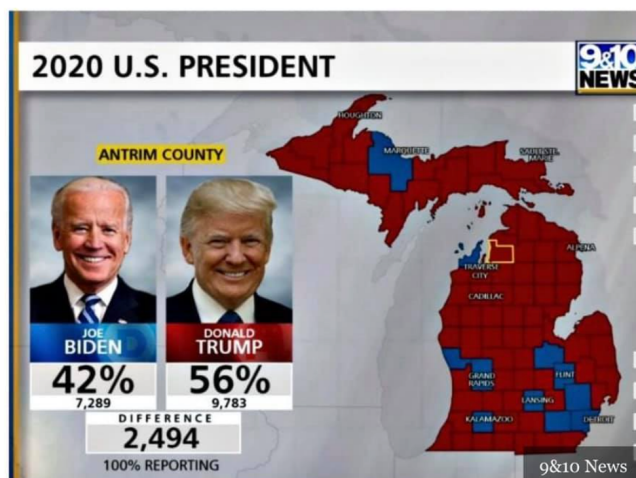 2020 U.S. PRESIDENT
9&10
NEWS
ANTRIM COUNTY
HOUGHTON
MARQUETTE
SAULT STE.
MARIE
ALPENA
TRAVERSE
CITY
CADILLAC
GRAND
RAPIDS
FLINT
LANSING
KALAMAZOO
DETROIT
JOE
BIDEN
DONALD
TRUMP
42%
56%
7,289
9,783
DIFFERENCE
2,494
100% REPORTING
9&10 News